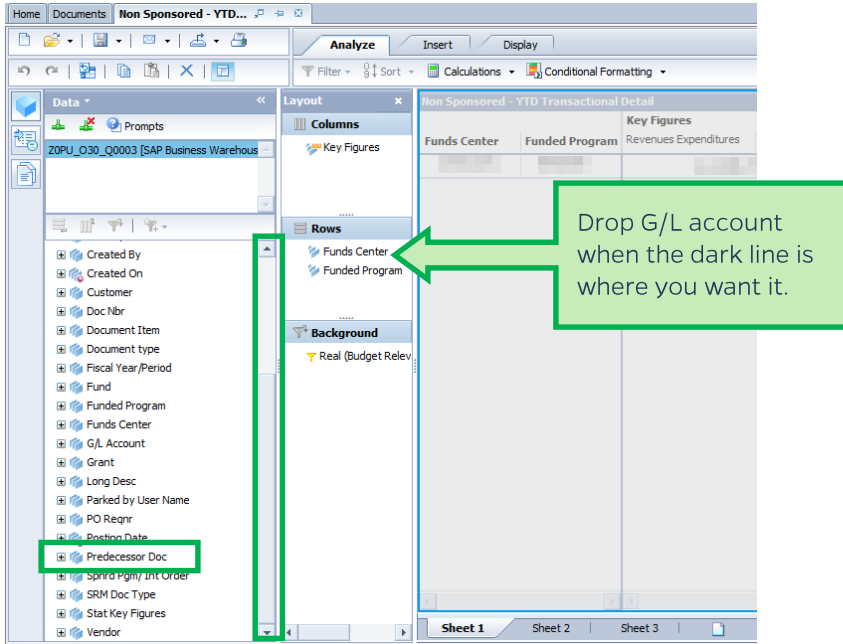 Home Documents Non Sponsored - YTD...
Analyze Insert Display
Filter Sort Calculations Conditional Formatting
Data
Prompts
Z0PU_O30_Q0003 [SAP Business Warehous
Created By
Created On
Customer
Doc Nbr
Document Item
Document type
Fiscal Year/Period
Fund
Funded Program
Funds Center
G/L Account
Grant
Long Desc
Parked by User Name
PO Reqnr
Posting Date
Predecessor Doc
Spnrd Pgm/ Int Order
SRM Doc Type
Stat Key Figures
Vendor
Layout x
Columns
Key Figures
Rows
Funds Center
Funded Program
Background
Real (Budget Relev
Non Sponsored - YTD Transactional Detail
Key Figures
Funds Center Funded Program Revenues Expenditures
Drop G/L account
when the dark line is
where you want it.
Sheet 1 Sheet 2 Sheet 3